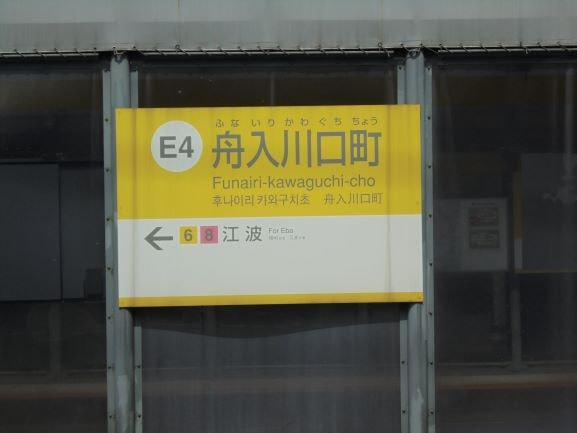 ふないりかわぐちちょう
E4 舟入川口町
Funairi-kawaguchi-cho
후나이리카와구치초 舟入川口町
← 6 8 江波 For Eba